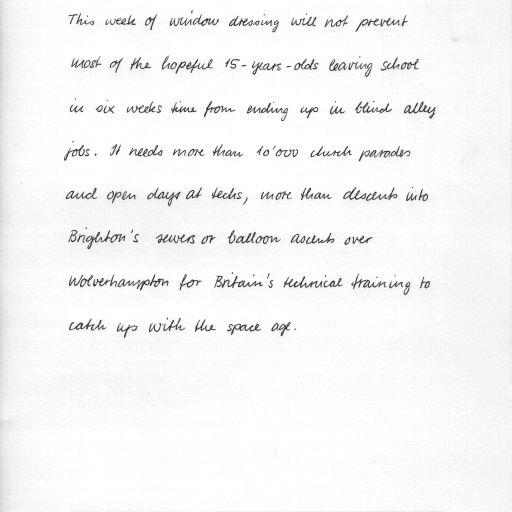 This week of window dressing will not prevent
most of the hopeful 15-years-olds leaving school
in six weeks time from ending up in blind alley
jobs. It needs more than 10'000 church parades
and open days at techs, more than descents into
Brighton's sewers or balloon ascents over
Wolverhampton for Britain's technical training to
catch up with the space age.